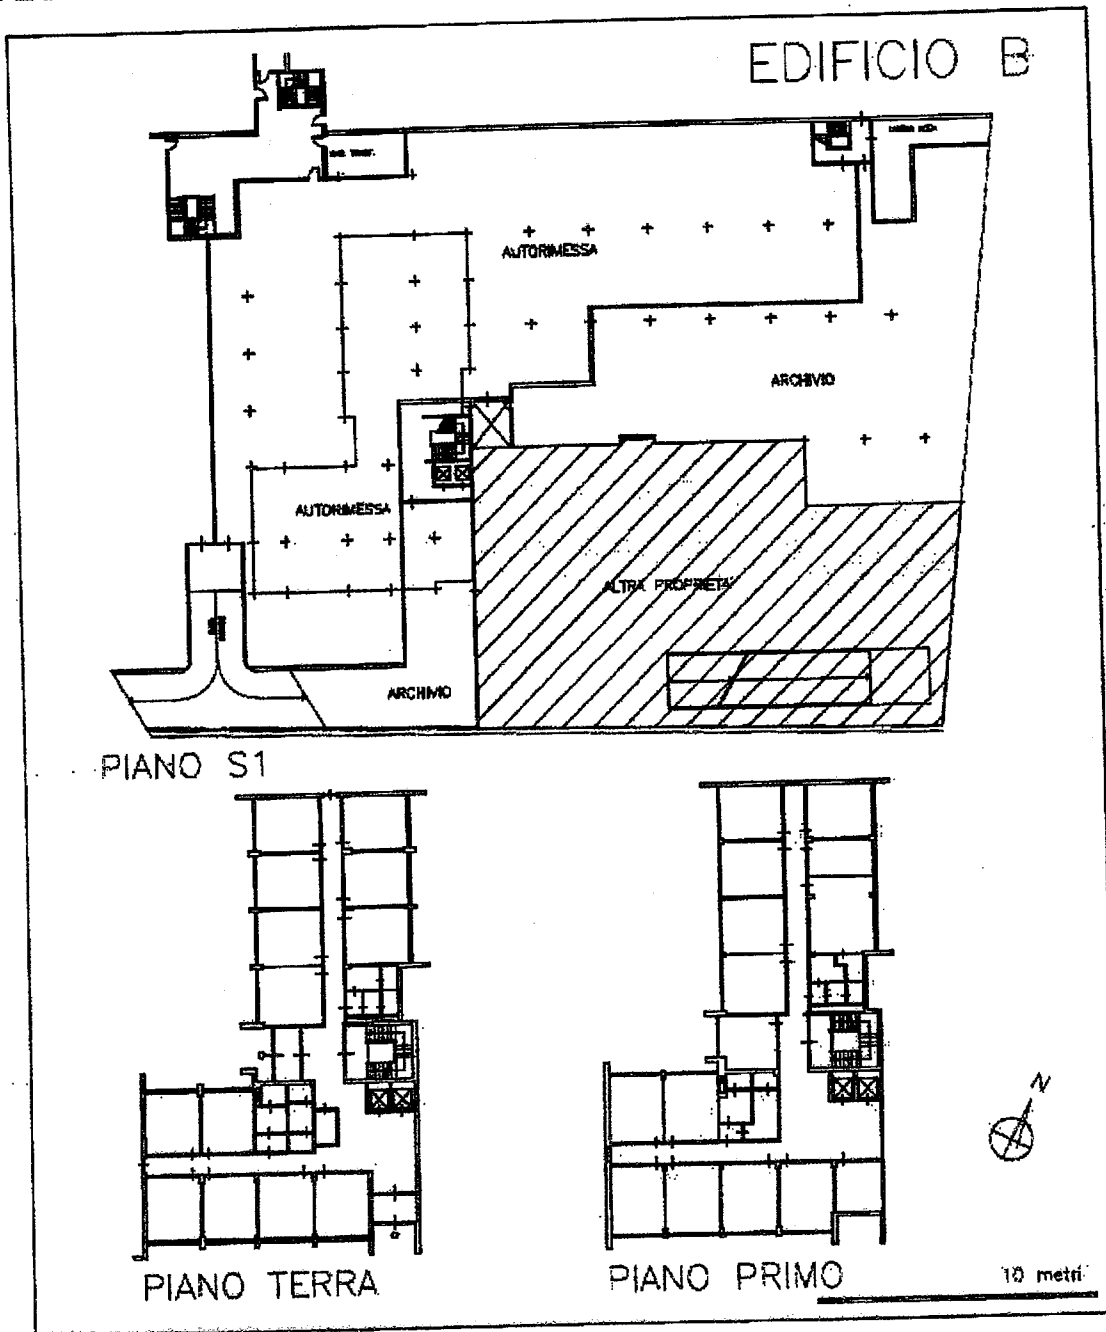 EDIFICIO B
AUTORIMESSA
ARCHIVIO
AUTORIMESSA
ALTRA PROPRIETA'
ARCHIVIO
PIANO S1
N
PIANO TERRA
PIANO PRIMO
10 metri